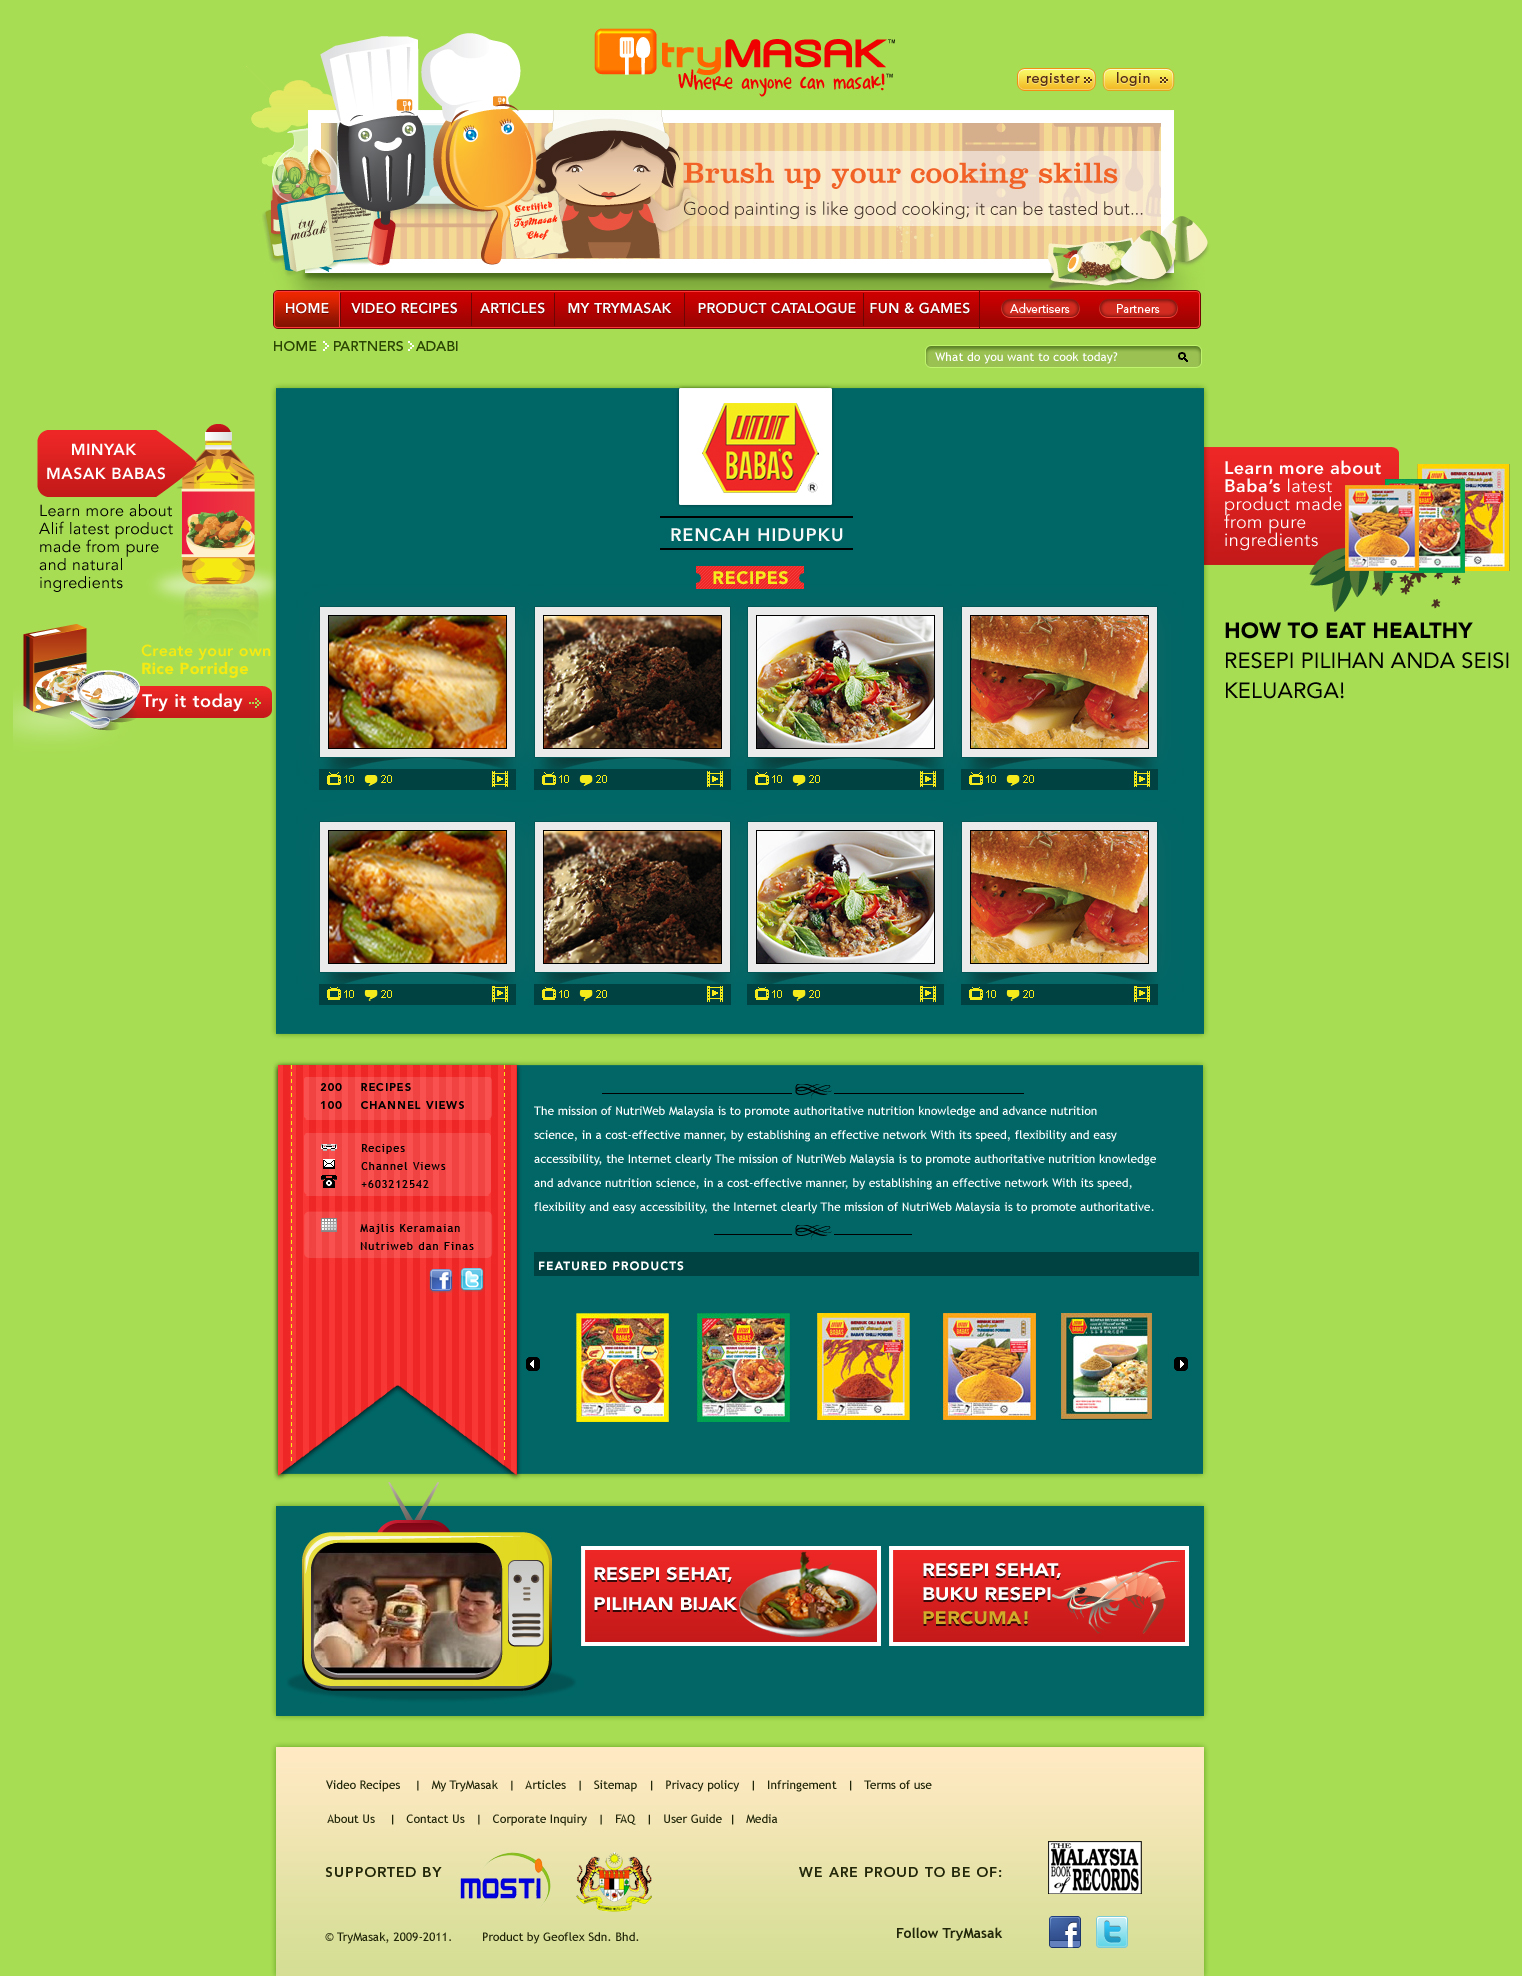 tryMASAK™
Where anyone can masak!™
register
login
Brush up your cooking skills
Good painting is like good cooking; it can be tasted but...
try
masak
Certified
TryMasak
Chef
HOME
VIDEO RECIPES
ARTICLES
MY TRYMASAK
PRODUCT CATALOGUE
FUN & GAMES
Advertisers
Partners
HOME
PARTNERS
ADABI
What do you want to cook today?
BABA'S
®
RENCAH HIDUPKU
RECIPES
MINYAK
MASAK BABAS
Learn more about
Alif latest product
made from pure
and natural
ingredients
Create your own
Rice Porridge
Try it today
Learn more about
Baba's latest
product made
from pure
ingredients
HOW TO EAT HEALTHY
RESEPI PILIHAN ANDA SEISI
KELUARGA!
10 20
10 20
10 20
10 20
10 20
10 20
10 20
10 20
200 RECIPES
100 CHANNEL VIEWS
Recipes
Channel Views
+603212542
Majlis Keramaian
Nutriweb dan Finas
The mission of NutriWeb Malaysia is to promote authoritative nutrition knowledge and advance nutrition
science, in a cost-effective manner, by establishing an effective network With its speed, flexibility and easy
accessibility, the Internet clearly The mission of NutriWeb Malaysia is to promote authoritative nutrition knowledge
and advance nutrition science, in a cost-effective manner, by establishing an effective network With its speed,
flexibility and easy accessibility, the Internet clearly The mission of NutriWeb Malaysia is to promote authoritative.
FEATURED PRODUCTS
RESEPI SEHAT,
PILIHAN BIJAK
RESEPI SEHAT,
BUKU RESEPI
PERCUMA!
Video Recipes | My TryMasak | Articles | Sitemap | Privacy policy | Infringement | Terms of use
About Us | Contact Us | Corporate Inquiry | FAQ | User Guide | Media
SUPPORTED BY
MOSTI
WE ARE PROUD TO BE OF:
THE
MALAYSIA
BOOK of RECORDS
© TryMasak, 2009-2011. Product by Geoflex Sdn. Bhd.
Follow TryMasak